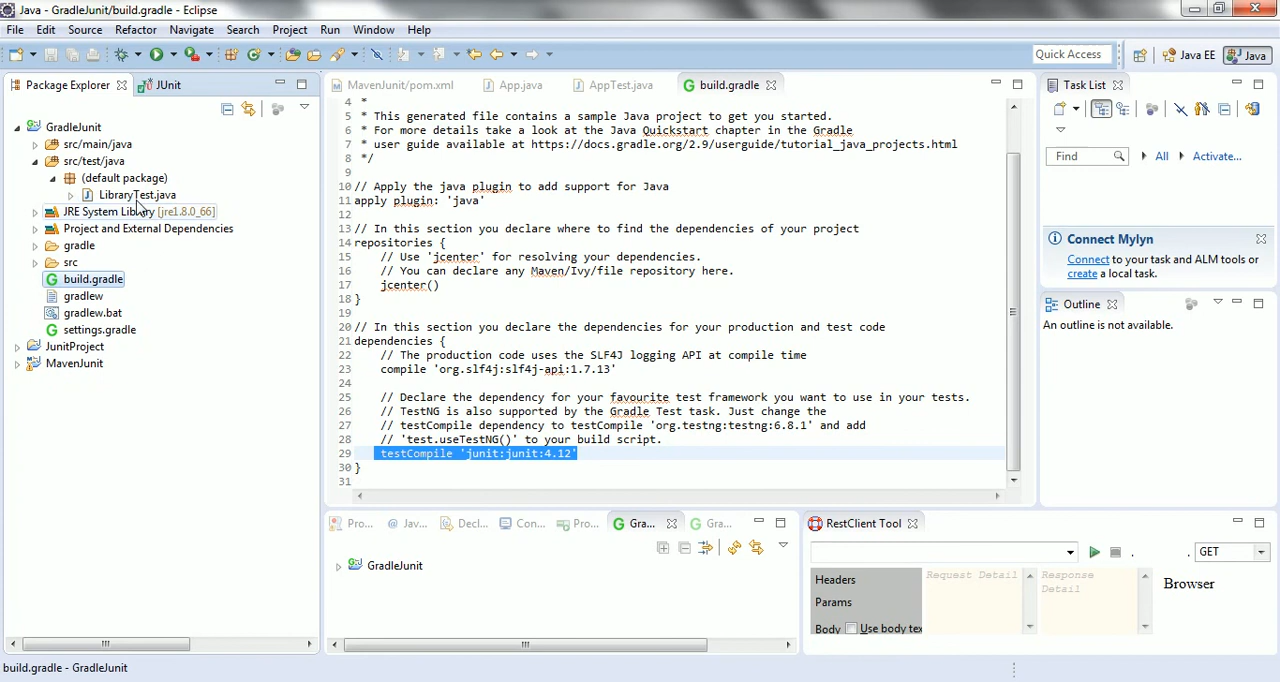 Java - GradleJunit/build.gradle - Eclipse
File Edit Source Refactor Navigate Search Project Run Window Help
Quick Access
Java EE
Java
Package Explorer
JUnit
GradleJunit
src/main/java
src/test/java
(default package)
LibraryTest.java
JRE System Library [jre1.8.0_66]
Project and External Dependencies
gradle
src
build.gradle
gradlew
gradlew.bat
settings.gradle
JunitProject
MavenJunit
MavenJunit/pom.xml
App.java
AppTest.java
build.gradle
4 *
5 * This generated file contains a sample Java project to get you started.
6 * For more details take a look at the Java Quickstart chapter in the Gradle
7 * user guide available at https://docs.gradle.org/2.9/userguide/tutorial_java_projects.html
8 */
9
10 // Apply the java plugin to add support for Java
11 apply plugin: 'java'
12
13 // In this section you declare where to find the dependencies of your project
14 repositories {
15 // Use 'jcenter' for resolving your dependencies.
16 // You can declare any Maven/Ivy/file repository here.
17 jcenter()
18 }
19
20 // In this section you declare the dependencies for your production and test code
21 dependencies {
22 // The production code uses the SLF4J logging API at compile time
23 compile 'org.slf4j:slf4j-api:1.7.13'
24
25 // Declare the dependency for your favourite test framework you want to use in your tests.
26 // TestNG is also supported by the Gradle Test task. Just change the
27 // testCompile dependency to testCompile 'org.testng:testng:6.8.1' and add
28 // 'test.useTestNG()' to your build script.
29 testCompile 'junit:junit:4.12'
30 }
31
Task List
Find
All
Activate...
Connect Mylyn
Connect to your task and ALM tools or
create a local task.
Outline
An outline is not available.
Pro...
@ Jav...
Decl...
Con...
Pro...
Gra...
Gra...
GradleJunit
RestClient Tool
GET
Headers
Params
Body
Use body tex
Request Detail
Response
Detail
Browser
build.gradle - GradleJunit